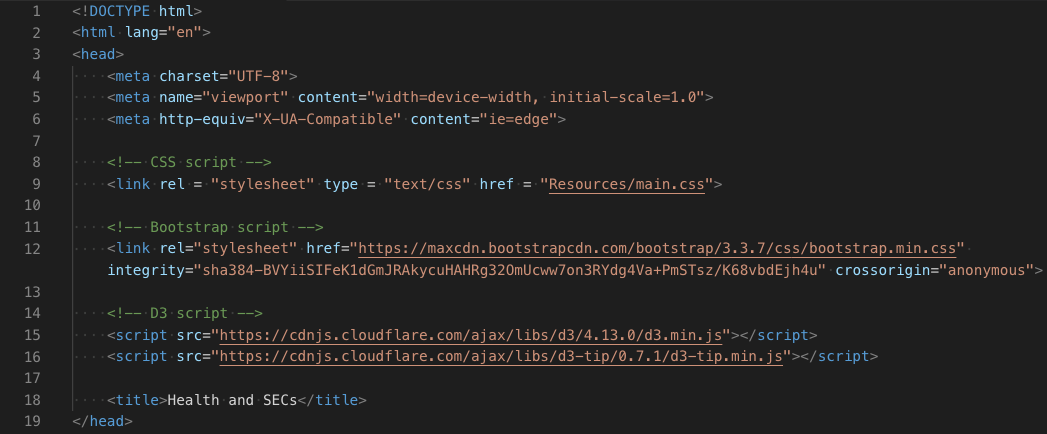 1 <!DOCTYPE html>
2 <html lang="en">
3 <head>
4     <meta charset="UTF-8">
5     <meta name="viewport" content="width=device-width, initial-scale=1.0">
6     <meta http-equiv="X-UA-Compatible" content="ie=edge">
7
8     <!-- CSS script -->
9     <link rel = "stylesheet" type = "text/css" href = "Resources/main.css">
10
11     <!-- Bootstrap script -->
12     <link rel="stylesheet" href="https://maxcdn.bootstrapcdn.com/bootstrap/3.3.7/css/bootstrap.min.css"
    integrity="sha384-BVYiiSIFeK1dGmJRAkycuHAHRg32OmUcww7on3RYdg4Va+PmSTsz/K68vbdEjh4u" crossorigin="anonymous">
13
14     <!-- D3 script -->
15     <script src="https://cdnjs.cloudflare.com/ajax/libs/d3/4.13.0/d3.min.js"></script>
16     <script src="https://cdnjs.cloudflare.com/ajax/libs/d3-tip/0.7.1/d3-tip.min.js"></script>
17
18     <title>Health and SECs</title>
19 </head>